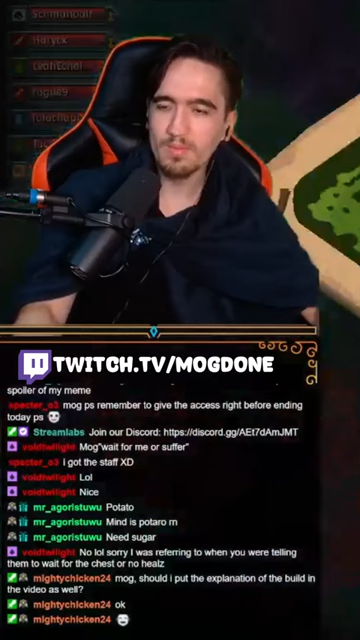 Haryck
LeohEchoi
rogue9
TWITCH.TV/MOGDONE
spoiler of my meme
specter_o3 mog ps remember to give the access right before ending
today ps
Streamlabs Join our Discord: https://discord.gg/AEt7dAmJMT
voidtwilight Mog"wait for me or suffer"
specter_o3 i got the staff XD
voidtwilight Lol
voidtwilight Nice
mr_agoristuwu Potato
mr_agoristuwu Mind is potaro rn
mr_agoristuwu Need sugar
voidtwilight No lol sorry I was referring to when you were telling
them to wait for the chest or no healz
mightychicken24 mog, should i put the explanation of the build in
the video as well?
mightychicken24 ok
mightychicken24